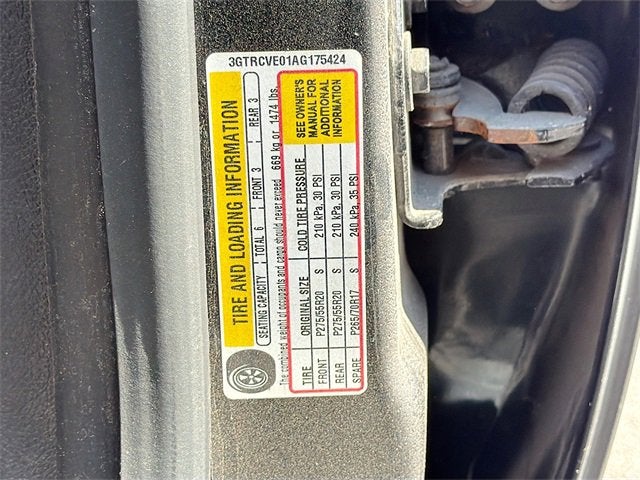 3GTRCVE01AG175424
TIRE AND LOADING INFORMATION
SEATING CAPACITY TOTAL 6 FRONT 3 REAR 3
The combined weight of occupants and cargo should never exceed 669 kg or 1474 lbs.
TIRE ORIGINAL SIZE COLD TIRE PRESSURE
FRONT P275/55R20 S 210 kPa, 30 PSI
REAR P275/55R20 S 210 kPa, 30 PSI
SPARE P265/70R17 S 240 kPa, 35 PSI
SEE OWNER'S
MANUAL FOR
ADDITIONAL
INFORMATION